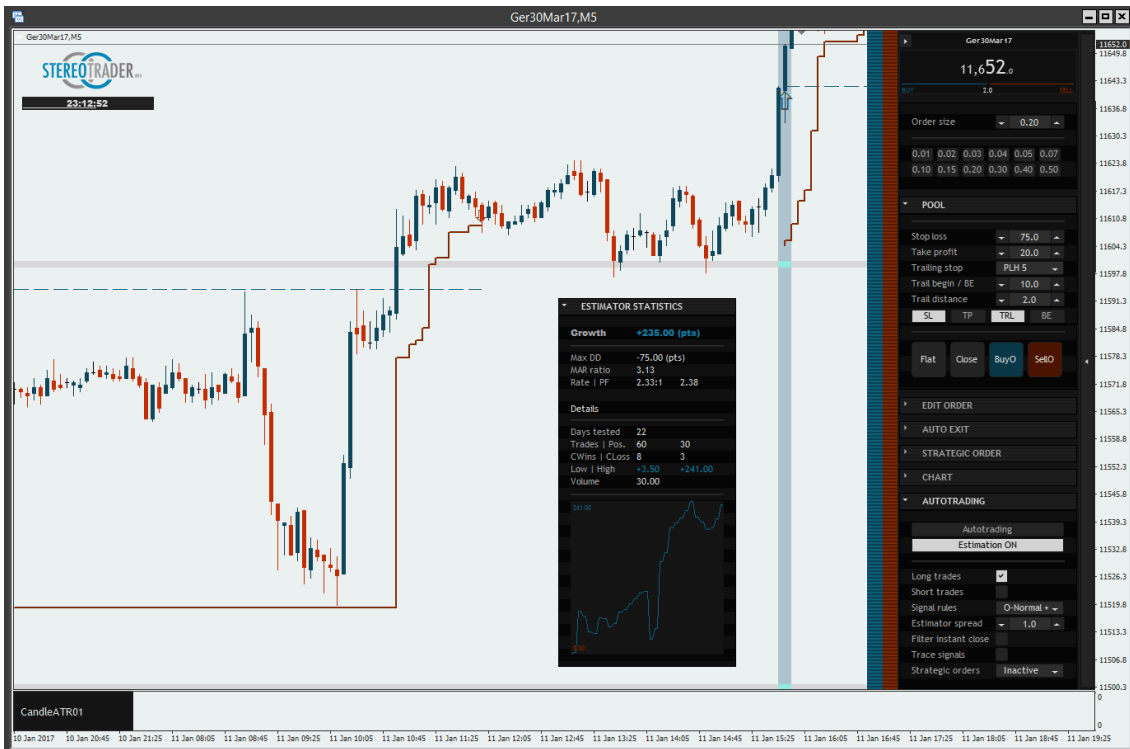 Ger30Mar17,M5
Ger30Mar17,M5
STEREOTRADER
23:12:52
Ger30Mar17
11,652.0
BUY 2.0 SELL
Order size 0.20
0.01 0.02 0.03 0.04 0.05 0.07
0.10 0.15 0.20 0.30 0.40 0.50
POOL
Stop loss 75.0
Take profit 20.0
Trailing stop PLH 5
Trail begin / BE 10.0
Trail distance 2.0
SL TP TRL BE
Flat Close BuyO SellO
EDIT ORDER
AUTO EXIT
STRATEGIC ORDER
CHART
AUTOTRADING
Autotrading
Estimation ON
Long trades
Short trades
Signal rules O-Normal +
Estimator spread 1.0
Filter instant close
Trace signals
Strategic orders Inactive
ESTIMATOR STATISTICS
Growth +235.00 (pts)
Max DD -75.00 (pts)
MAR ratio 3.13
Rate | PF 2.33:1 2.38
Details
Days tested 22
Trades | Pos. 60 30
CWins | CLoss 8 3
Low | High +3.50 +241.00
Volume 30.00
241.00
11652.0
11649.8
11643.3
11636.8
11630.3
11623.8
11617.3
11610.8
11604.3
11597.8
11591.3
11584.8
11578.3
11571.8
11565.3
11558.8
11552.3
11545.8
11539.3
11532.8
11526.3
11519.8
11513.3
11506.8
11500.3
0
0
CandleATR01
10 Jan 2017 10 Jan 20:45 10 Jan 21:25 11 Jan 08:05 11 Jan 08:45 11 Jan 09:25 11 Jan 10:05 11 Jan 10:45 11 Jan 11:25 11 Jan 12:05 11 Jan 12:45 11 Jan 13:25 11 Jan 14:05 11 Jan 14:45 11 Jan 15:25 11 Jan 16:05 11 Jan 16:45 11 Jan 17:25 11 Jan 18:05 11 Jan 18:45 11 Jan 19:25